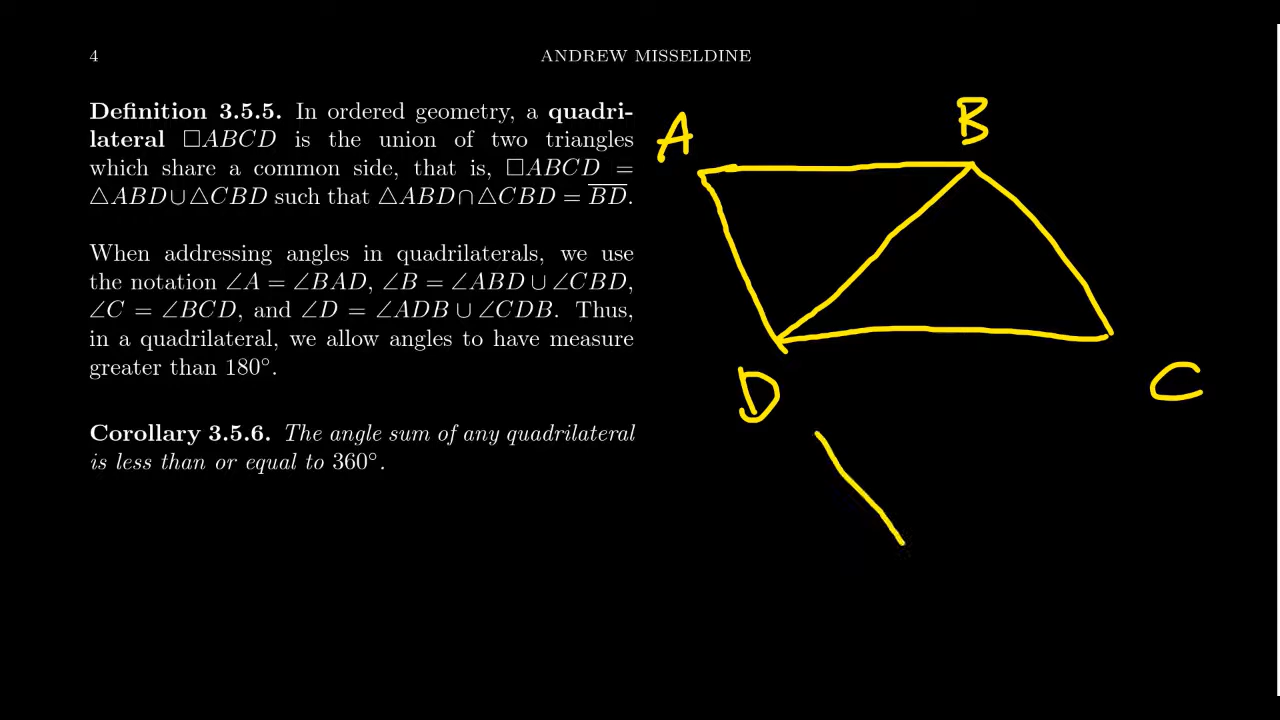 4
ANDREW MISSELDINE
Definition 3.5.5. In ordered geometry, a quadri-
lateral □ABCD is the union of two triangles
which share a common side, that is, □ABCD =
△ABD∪△CBD such that △ABD∩△CBD = B̅D̅.
When addressing angles in quadrilaterals, we use
the notation ∠A = ∠BAD, ∠B = ∠ABD ∪ ∠CBD,
∠C = ∠BCD, and ∠D = ∠ADB ∪ ∠CDB. Thus,
in a quadrilateral, we allow angles to have measure
greater than 180°.
Corollary 3.5.6. The angle sum of any quadrilateral
is less than or equal to 360°.
A
B
D
C